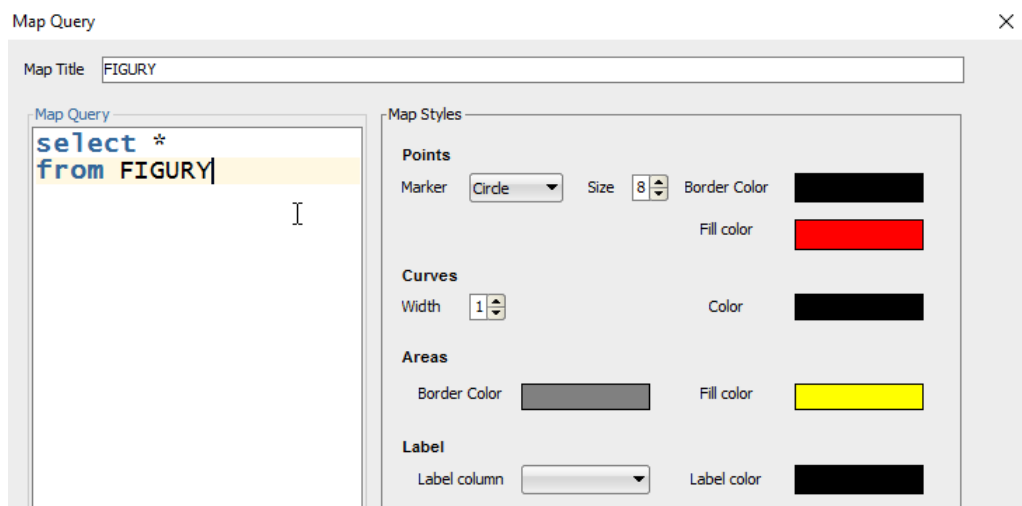 Map Query
Map Title FIGURY
Map Query
select *
from FIGURY
Map Styles
Points
Marker Circle Size 8 Border Color
Fill color
Curves
Width 1 Color
Areas
Border Color Fill color
Label
Label column Label color